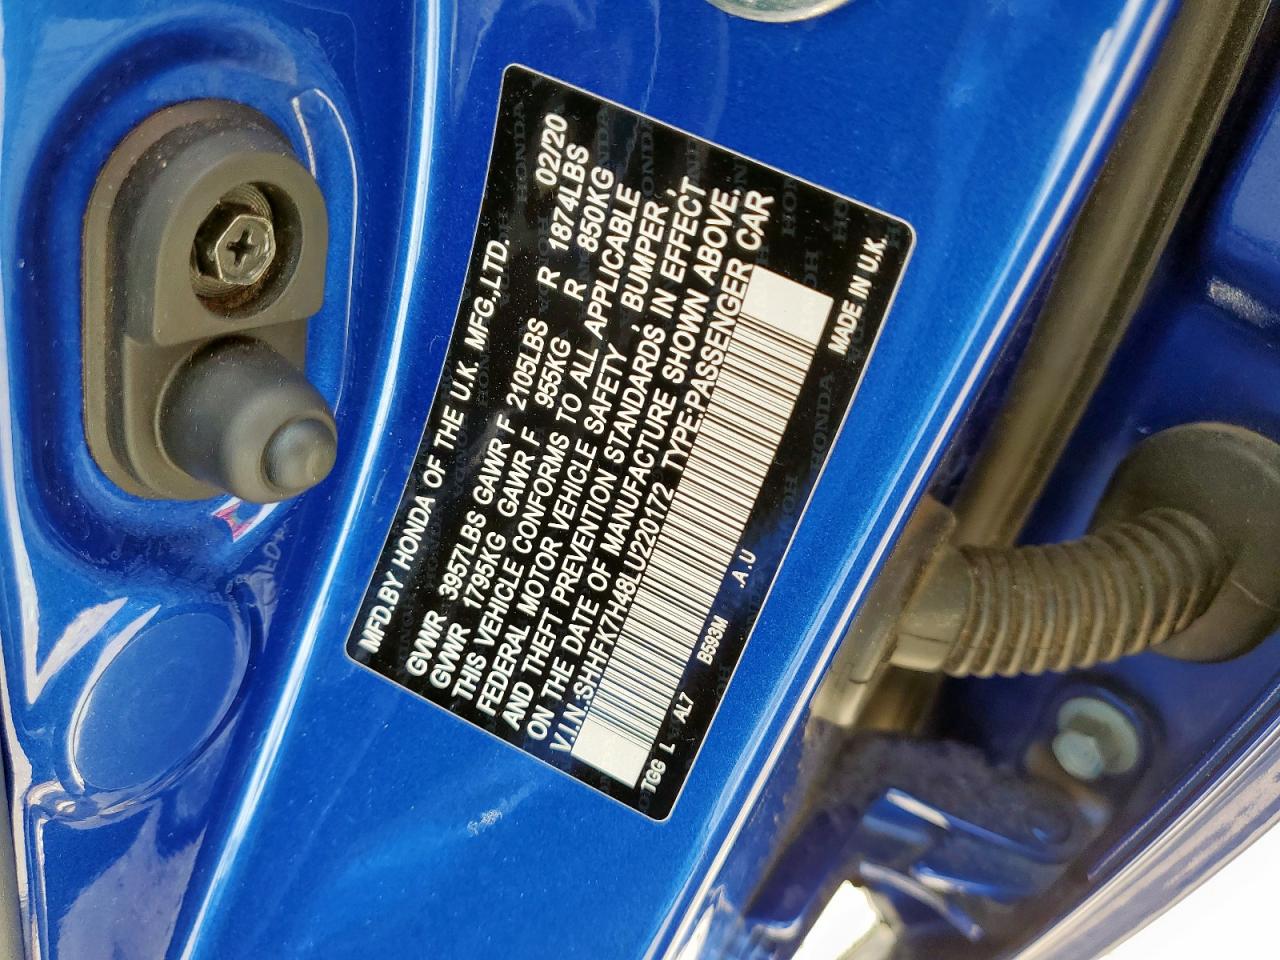 MFD.BY HONDA OF THE U.K. MFG.,LTD. 02/20
GVWR 3957LBS GAWR F 2105LBS R 1874LBS
GVWR 1795KG GAWR F 955KG R 850KG
THIS VEHICLE CONFORMS TO ALL APPLICABLE
FEDERAL MOTOR VEHICLE SAFETY , BUMPER ,
AND THEFT PREVENTION STANDARDS IN EFFECT
ON THE DATE OF MANUFACTURE SHOWN ABOVE.
V.I.N.:SHHFK7H48LU220172 TYPE:PASSENGER CAR
TGG L AL7 B593M .A.U MADE IN U.K.